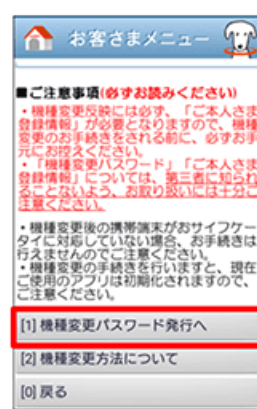 お客さまメニュー
■ご注意事項(必ずお読みください)
・機種変更反映には必ず、「ご本人さま
登録情報」が必要となりますので、機種
変更のお手続きをされる前に、必ずお手
元にお控えください。
・「機種変更パスワード」「ご本人さま
登録情報」については、第三者に知られ
ることないよう、お取り扱いには十分ご
注意ください。
・機種変更後の携帯端末がおサイフケー
タイに対応していない場合、お手続きは
行えませんのでご注意ください。
・機種変更の手続きを行いますと、現在
ご使用のアプリは初期化されますので、
ご注意ください。
[1] 機種変更パスワード発行へ
[2] 機種変更方法について
[0] 戻る